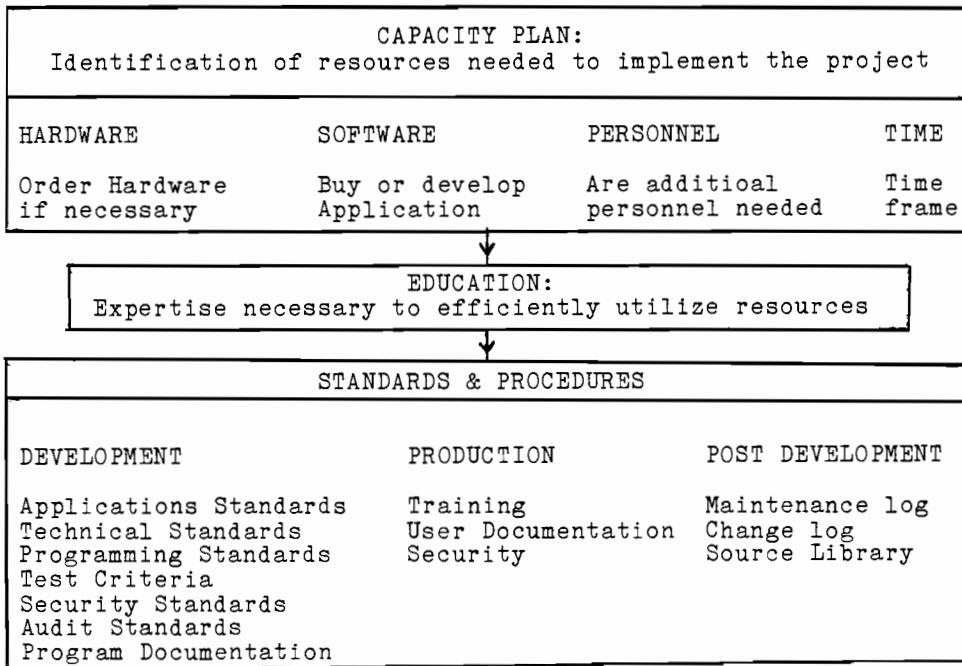 CAPACITY PLAN:
Identification of resources needed to implement the project
HARDWARE SOFTWARE PERSONNEL TIME
Order Hardware Buy or develop Are additioal Time
if necessary Application personnel needed frame
EDUCATION:
Expertise necessary to efficiently utilize resources
STANDARDS & PROCEDURES
DEVELOPMENT PRODUCTION POST DEVELOPMENT
Applications Standards Training Maintenance log
Technical Standards User Documentation Change log
Programming Standards Security Source Library
Test Criteria
Security Standards
Audit Standards
Program Documentation